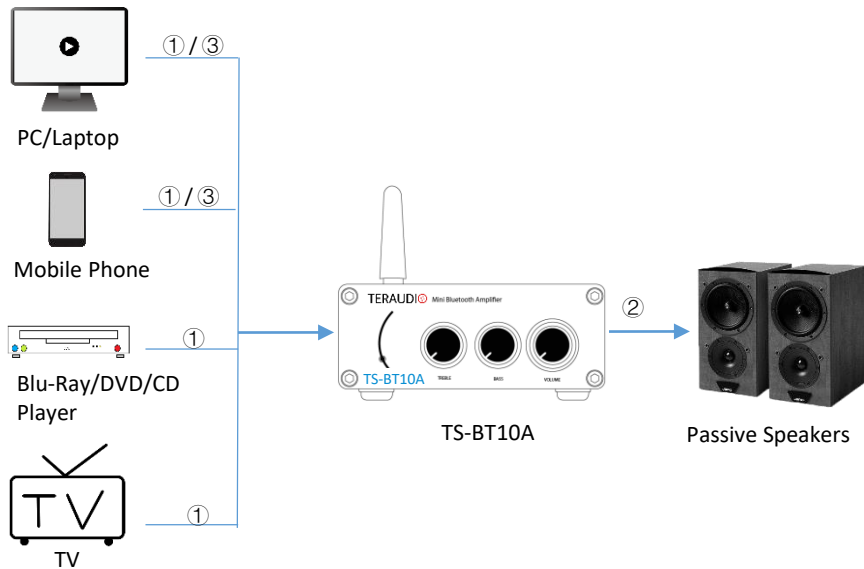 ① / ③
PC/Laptop
① / ③
Mobile Phone
①
Blu-Ray/DVD/CD
Player
①
TV
TV
TERAUDIO Mini Bluetooth Amplifier
TS-BT10A
TREBLE BASS VOLUME
TS-BT10A
②
Passive Speakers